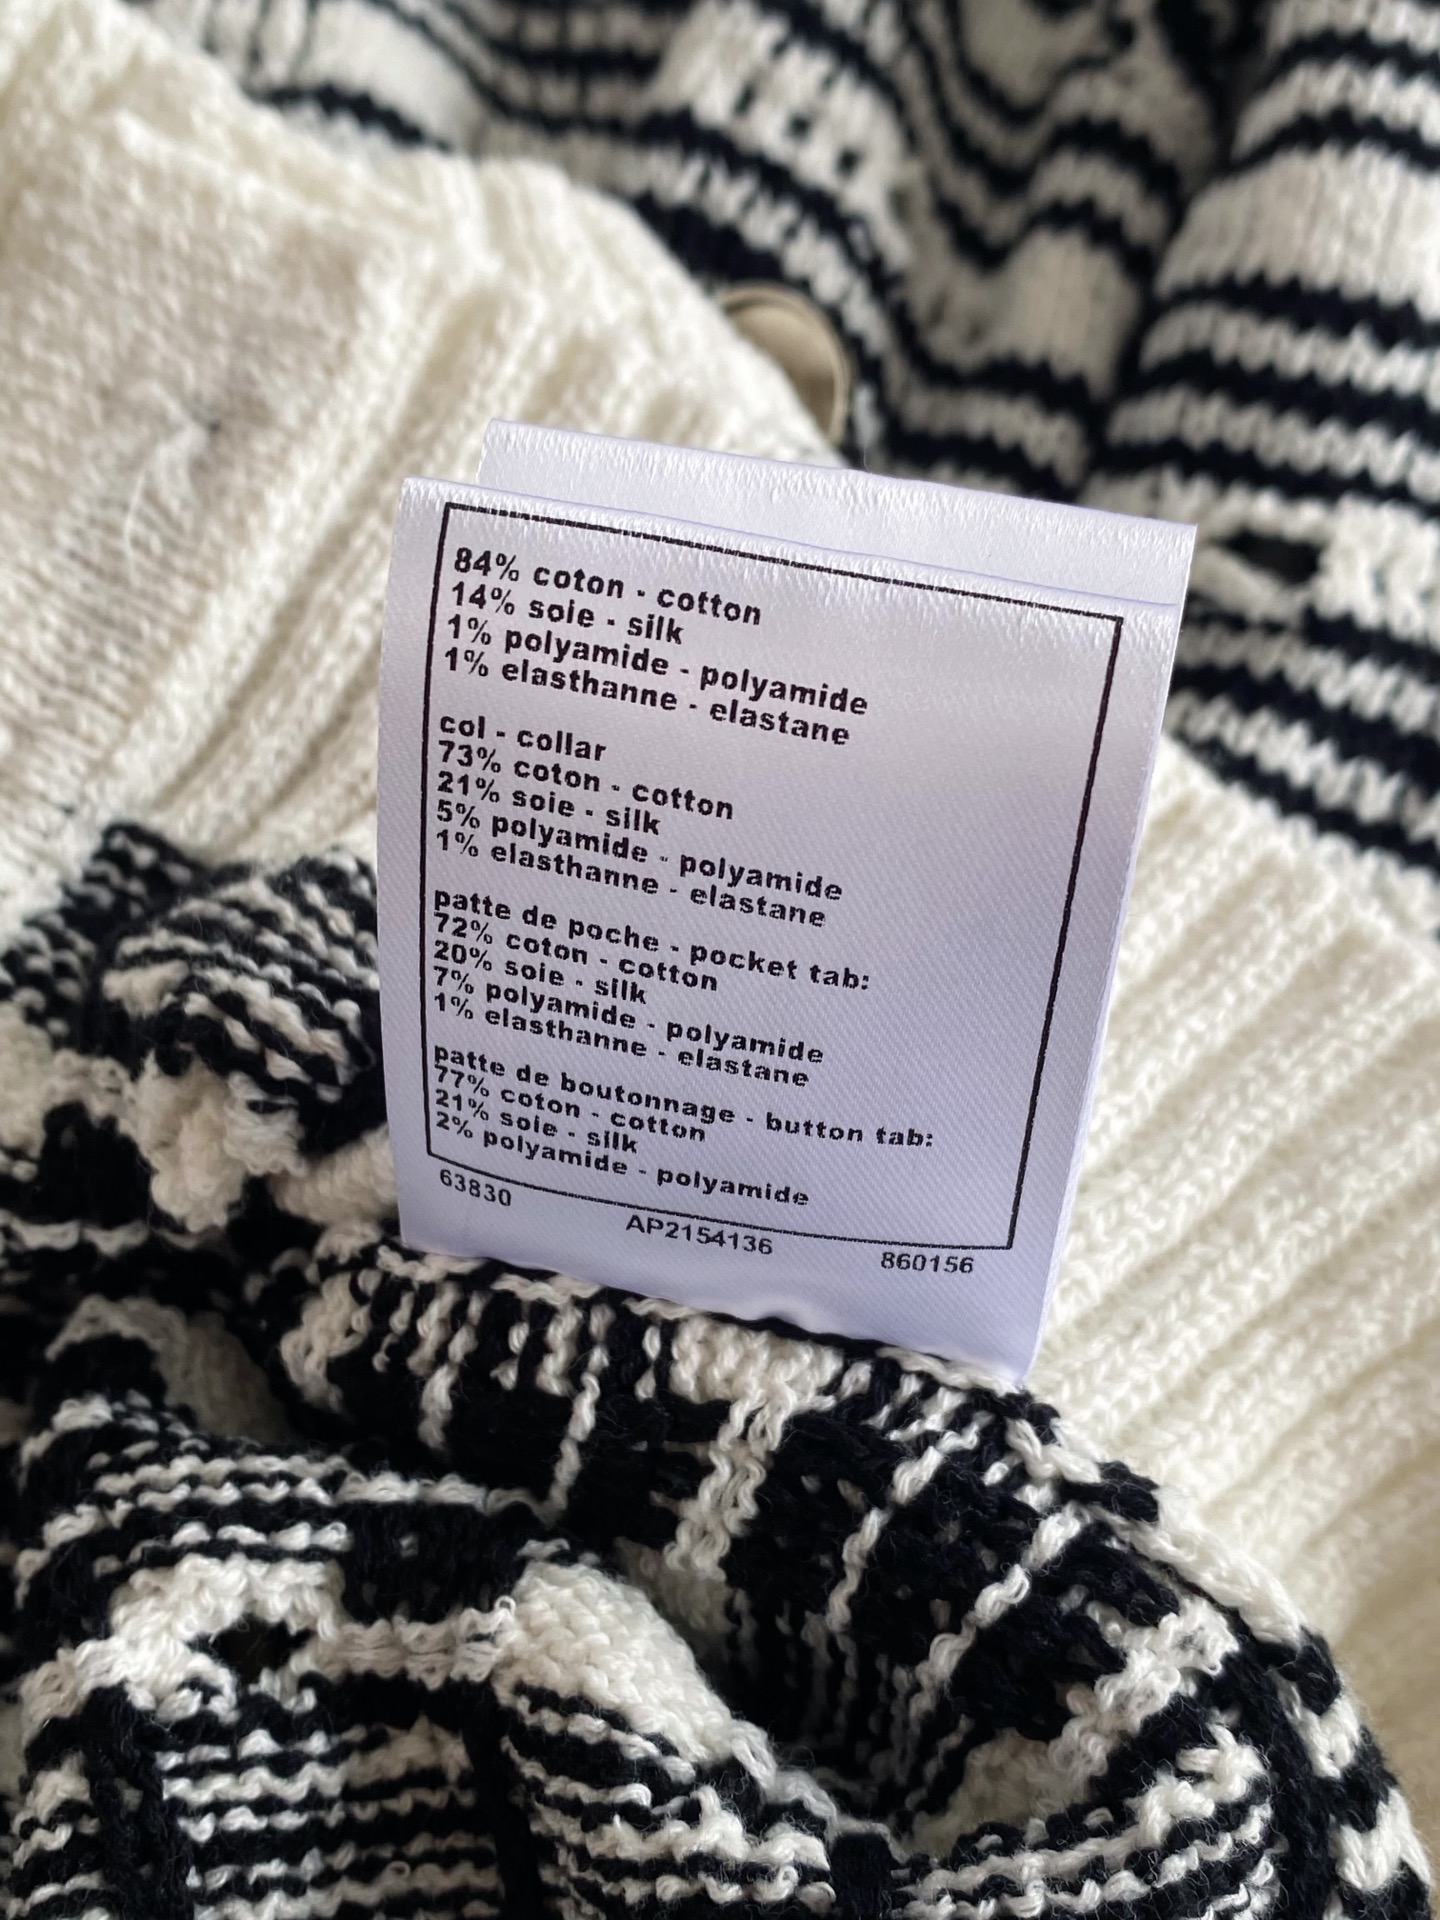 84% coton - cotton
14% soie - silk
1% polyamide - polyamide
1% elasthanne - elastane
col - collar
73% coton - cotton
21% soie - silk
5% polyamide - polyamide
1% elasthanne - elastane
patte de poche - pocket tab:
72% coton - cotton
20% soie - silk
7% polyamide - polyamide
1% elasthanne - elastane
patte de boutonnage - button tab:
77% coton - cotton
21% soie - silk
2% polyamide - polyamide
63830 AP2154136 860156